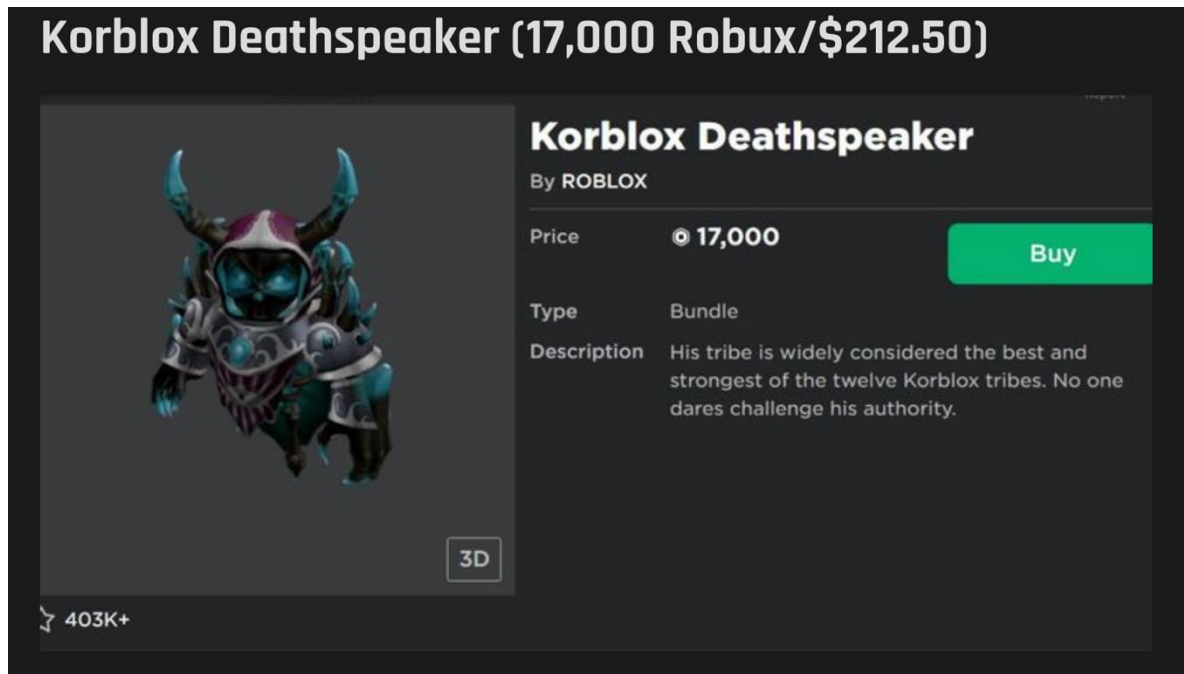 Korblox Deathspeaker (17,000 Robux/$212.50)
Report
Korblox Deathspeaker
By ROBLOX
Price 17,000
Buy
Type Bundle
Description His tribe is widely considered the best and
strongest of the twelve Korblox tribes. No one
dares challenge his authority.
3D
403K+